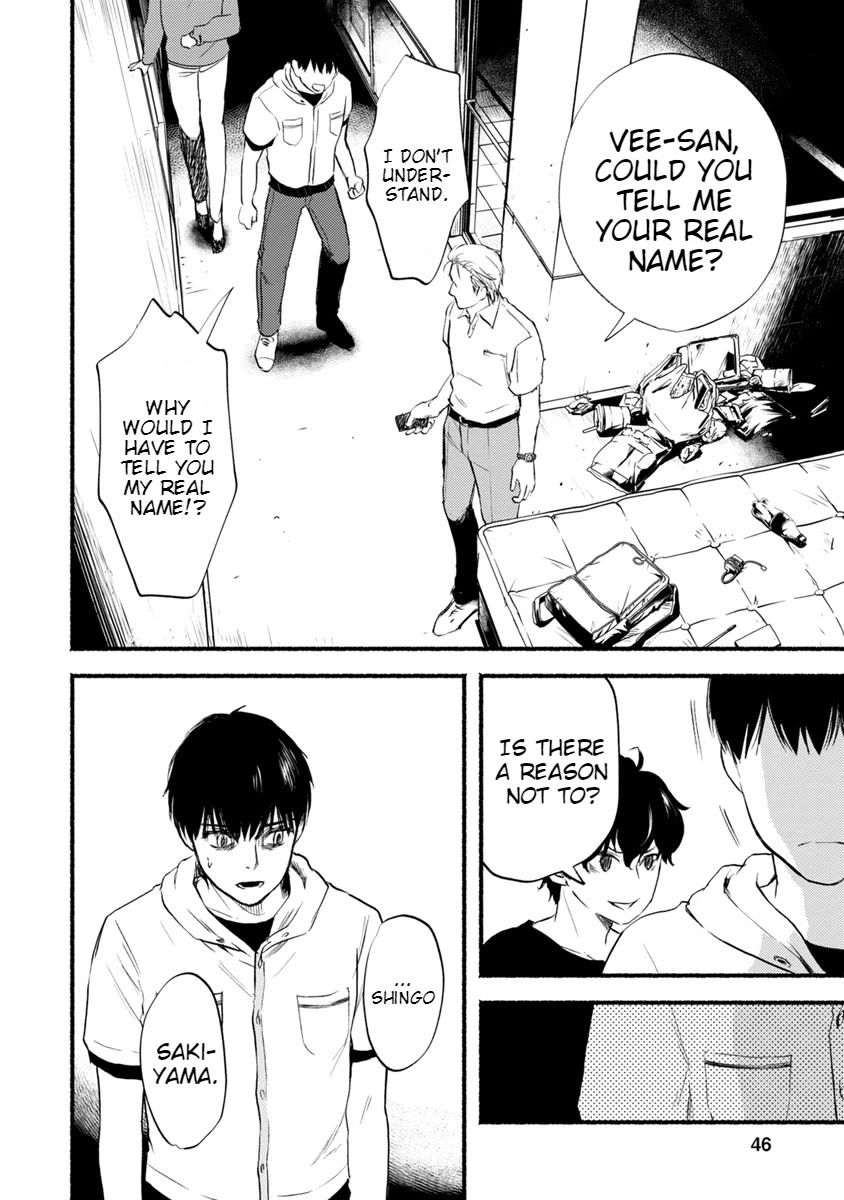 VEE-SAN,
COULD YOU
TELL ME
YOUR REAL
NAME?
I DON'T
UNDER-
STAND.
WHY
WOULD I
HAVE TO
TELL YOU
MY REAL
NAME!?
IS THERE
A REASON
NOT TO?
...
SHINGO
SAKI-
YAMA.
46